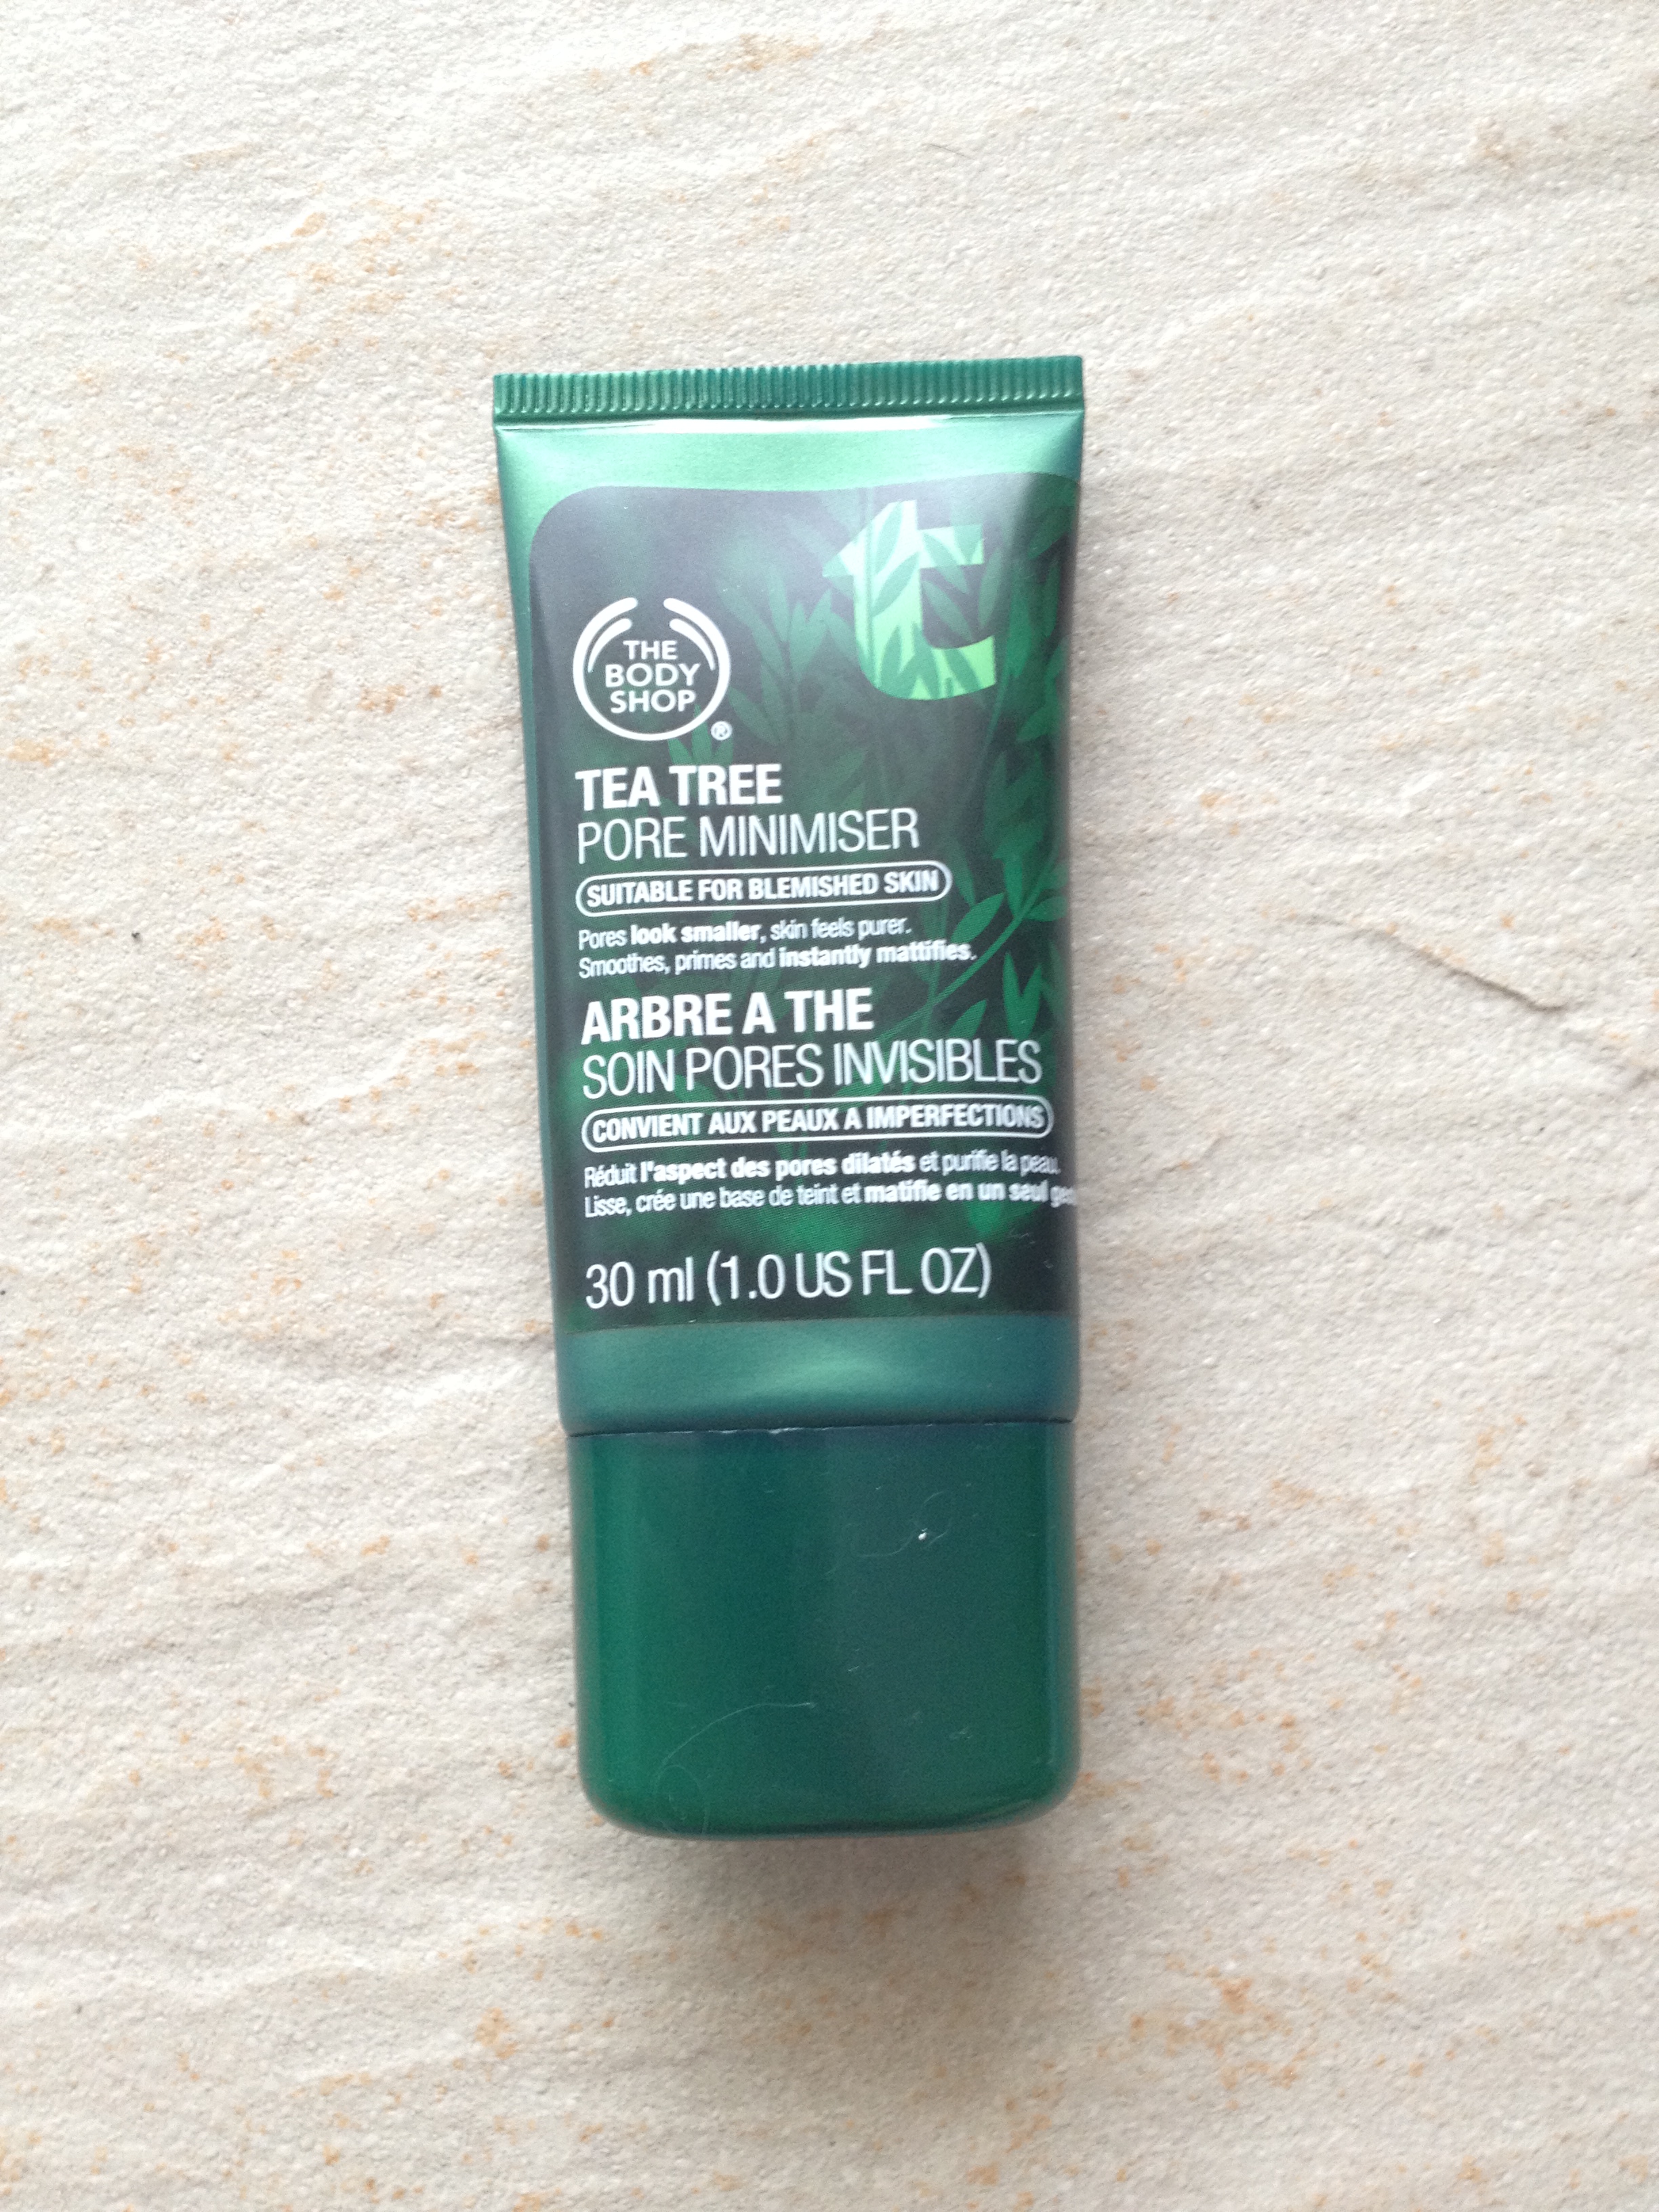 t
THE
BODY
SHOP
®
TEA TREE
PORE MINIMISER
SUITABLE FOR BLEMISHED SKIN
Pores look smaller, skin feels purer.
Smoothes, primes and instantly mattifies.
ARBRE A THE
SOIN PORES INVISIBLES
CONVIENT AUX PEAUX A IMPERFECTIONS
Réduit l'aspect des pores dilatés et purifie la peau.
Lisse, crée une base de teint et matifie en un seul
30 ml (1.0 US FL OZ)